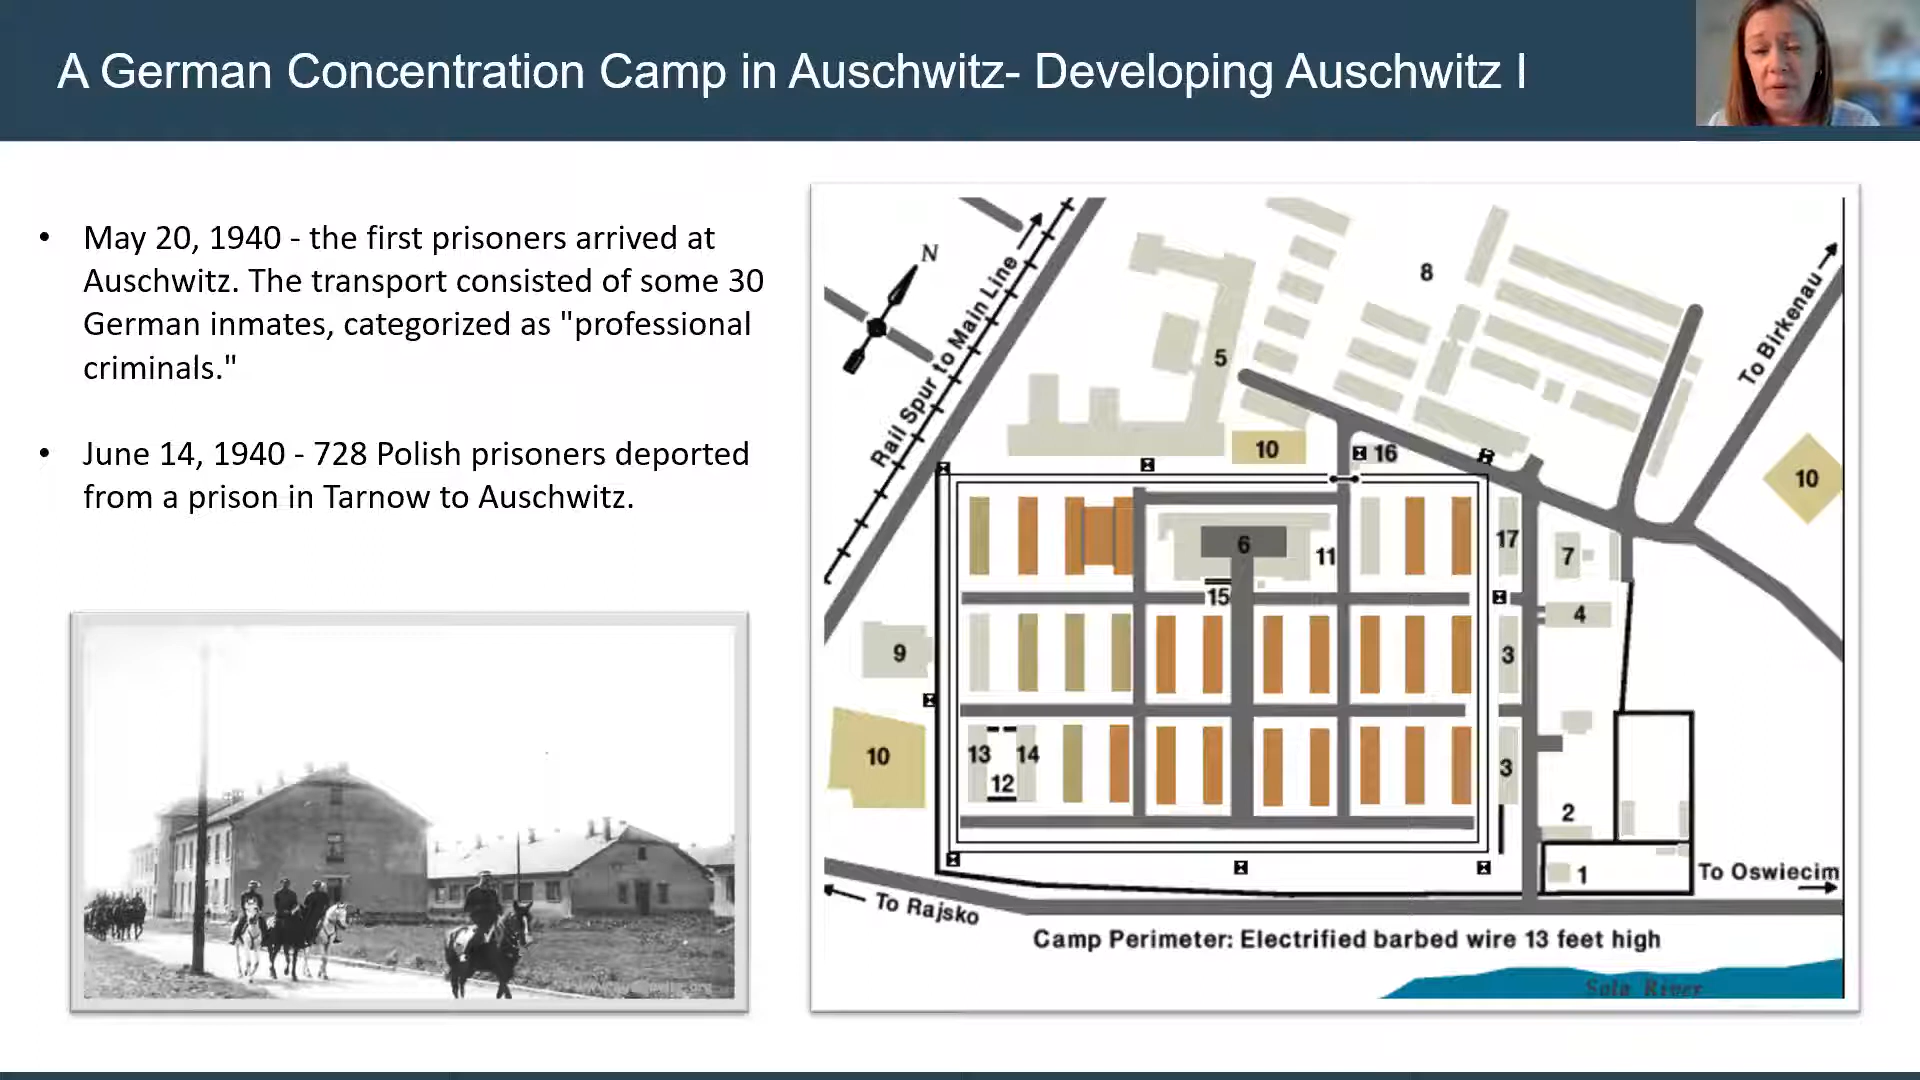 A German Concentration Camp in Auschwitz- Developing Auschwitz I
• May 20, 1940 - the first prisoners arrived at
Auschwitz. The transport consisted of some 30
German inmates, categorized as "professional
criminals."
• June 14, 1940 - 728 Polish prisoners deported
from a prison in Tarnow to Auschwitz.
N
Rail Spur to Main Line
8
To Birkenau
5
10
16
10
6
11
17
7
15
4
9
3
10
13
14
12
3
2
1
To Oswiecim
To Rajsko
Camp Perimeter: Electrified barbed wire 13 feet high
Sola River